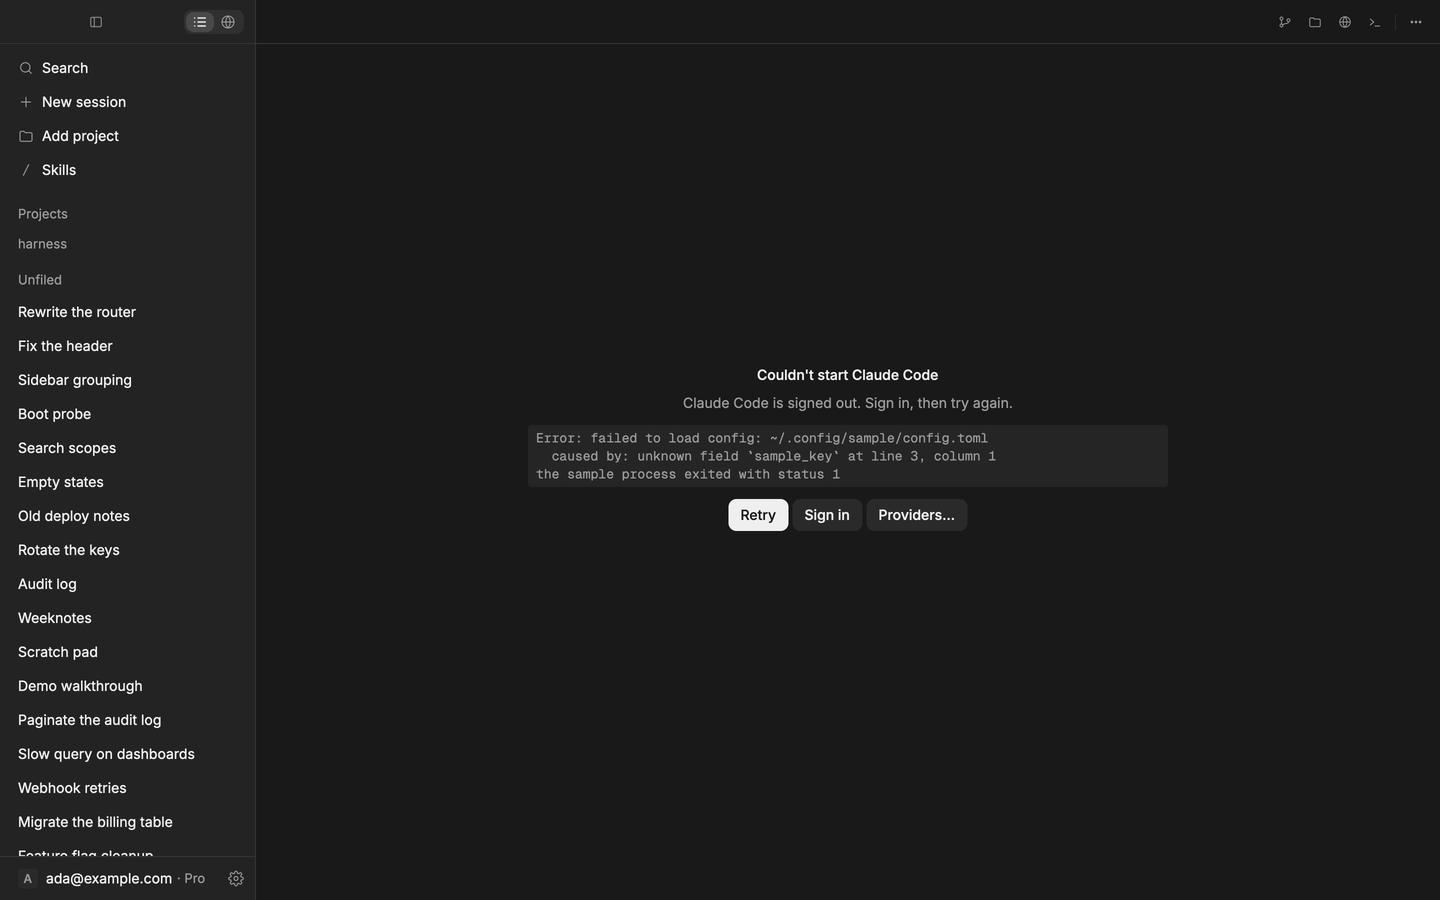 Search
New session
Add project
Skills
Projects
harness
Unfiled
Rewrite the router
Fix the header
Sidebar grouping
Boot probe
Search scopes
Empty states
Old deploy notes
Rotate the keys
Audit log
Weeknotes
Scratch pad
Demo walkthrough
Paginate the audit log
Slow query on dashboards
Webhook retries
Migrate the billing table
Feature flag cleanup
A ada@example.com · Pro
Couldn't start Claude Code
Claude Code is signed out. Sign in, then try again.
Error: failed to load config: ~/.config/sample/config.toml
caused by: unknown field `sample_key` at line 3, column 1
the sample process exited with status 1
Retry Sign in Providers...